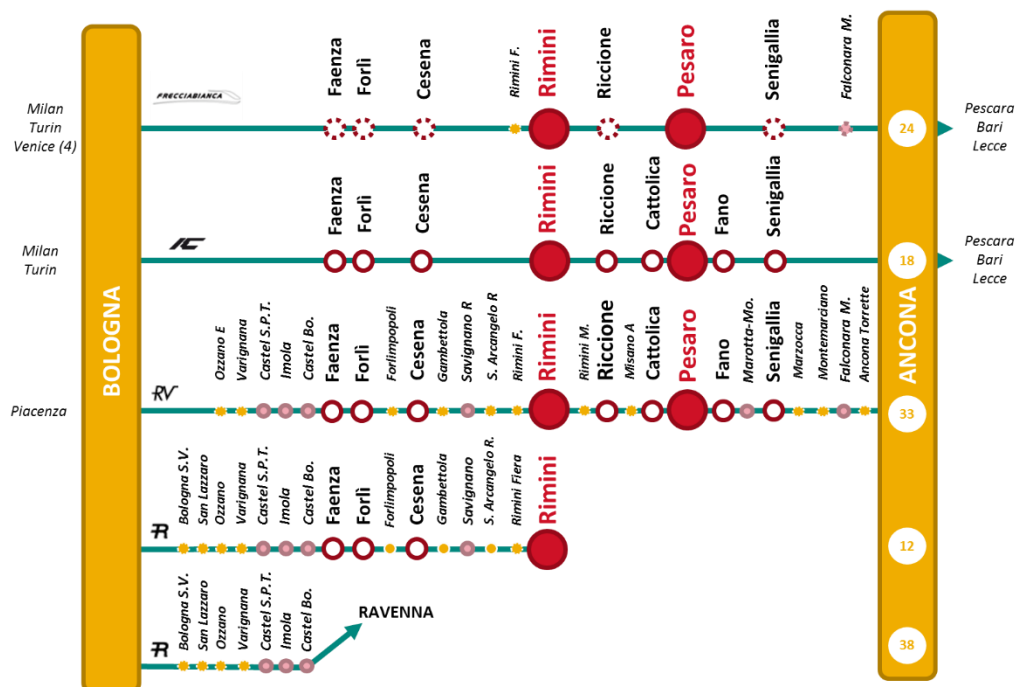 FRECCIABIANCA
Milan
Turin
Venice (4)
Faenza
Forlì
Cesena
Rimini F.
Rimini
Riccione
Pesaro
Senigallia
Falconara M.
24
Pescara
Bari
Lecce
IC
Milan
Turin
Faenza
Forlì
Cesena
Rimini
Riccione
Cattolica
Pesaro
Fano
Senigallia
18
Pescara
Bari
Lecce
BOLOGNA
ANCONA
RV
Piacenza
Ozzano E
Varignana
Castel S.P.T.
Imola
Castel Bo.
Faenza
Forlì
Forlimpopoli
Cesena
Gambettola
Savignano R
S. Arcangelo R
Rimini F.
Rimini
Rimini M.
Riccione
Misano A
Cattolica
Pesaro
Fano
Marotta-Mo.
Senigallia
Marzocca
Montemarciano
Falconara M.
Ancona Torrette
33
R
Bologna S.V.
San Lazzaro
Ozzano
Varignana
Castel S.P.T.
Imola
Castel Bo.
Faenza
Forlì
Forlimpopoli
Cesena
Gambettola
Savignano
S. Arcangelo R.
Rimini Fiera
Rimini
12
R
Bologna S.V.
San Lazzaro
Ozzano
Varignana
Castel S.P.T.
Imola
Castel Bo.
RAVENNA
38